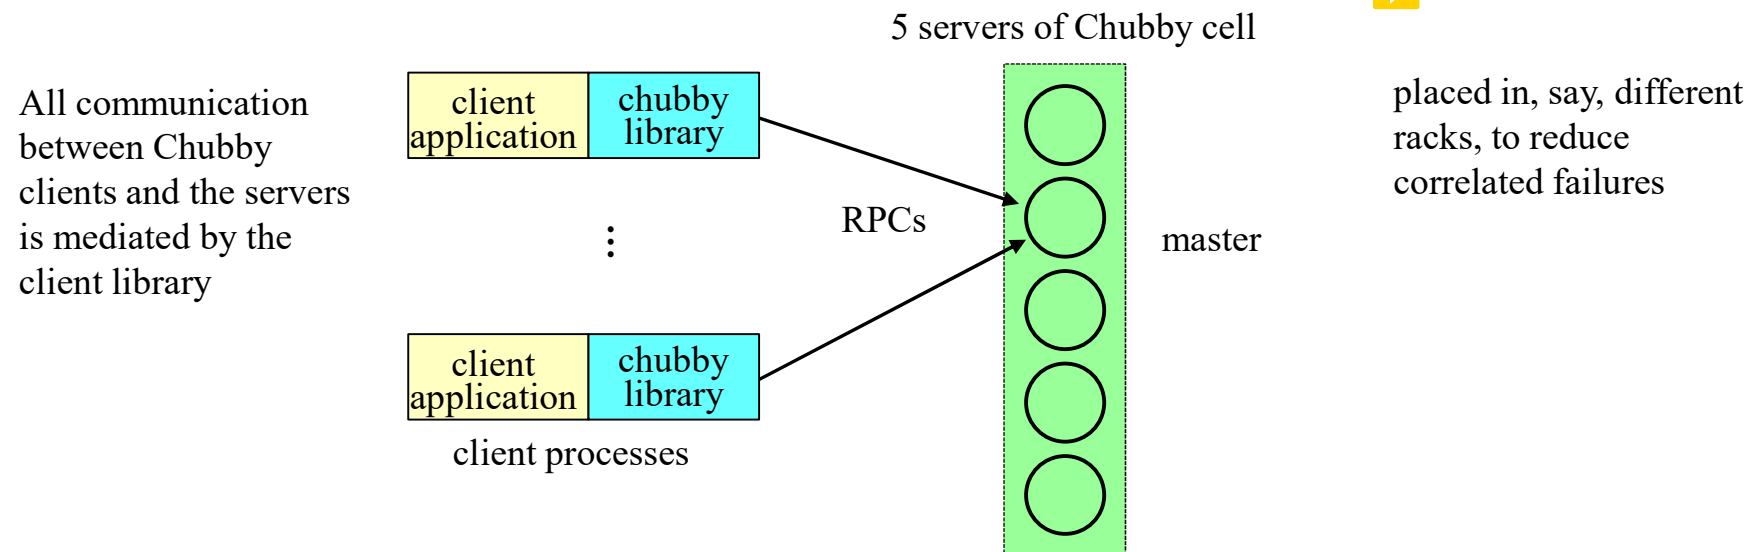 5 servers of Chubby cell
All communication
between Chubby
clients and the servers
is mediated by the
client library
client
application
chubby
library
RPCs
⋮
client
application
chubby
library
client processes
master
placed in, say, different
racks, to reduce
correlated failures